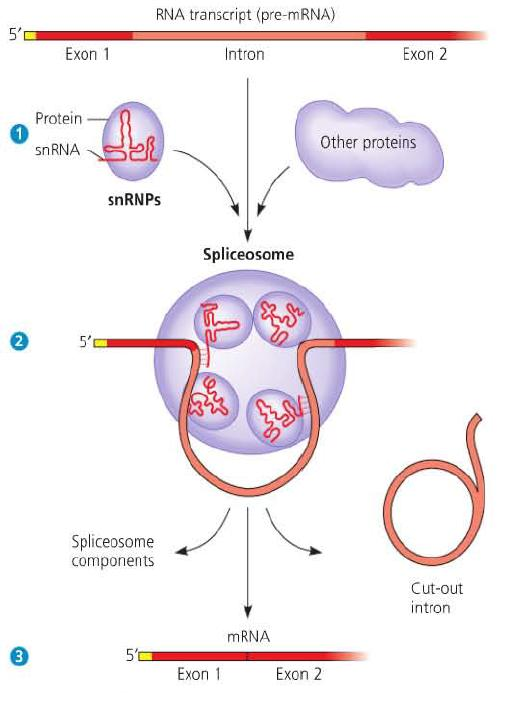 RNA transcript (pre-mRNA)
5′
Exon 1
Intron
Exon 2
1
Protein
snRNA
snRNPs
Other proteins
Spliceosome
2
5′
Spliceosome
components
Cut-out
intron
mRNA
3
5′
Exon 1
Exon 2